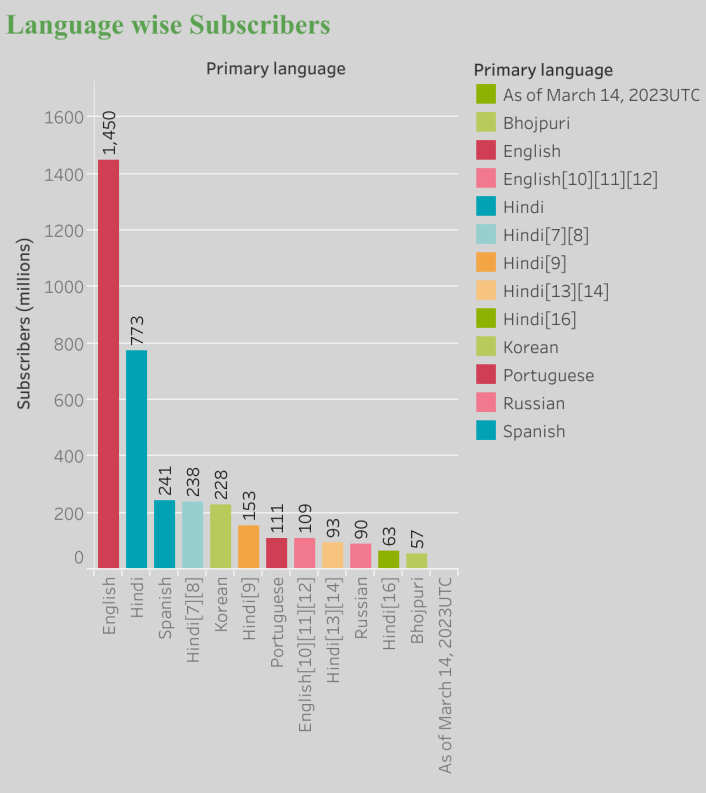 Language wise Subscribers
Primary language
Subscribers (millions)
1600
1400
1200
1000
800
600
400
200
0
1,450
773
241
238
228
153
111
109
93
90
63
57
English
Hindi
Spanish
Hindi[7][8]
Korean
Hindi[9]
Portuguese
English[10][11][12]
Hindi[13][14]
Russian
Hindi[16]
Bhojpuri
As of March 14, 2023UTC
Primary language
As of March 14, 2023UTC
Bhojpuri
English
English[10][11][12]
Hindi
Hindi[7][8]
Hindi[9]
Hindi[13][14]
Hindi[16]
Korean
Portuguese
Russian
Spanish